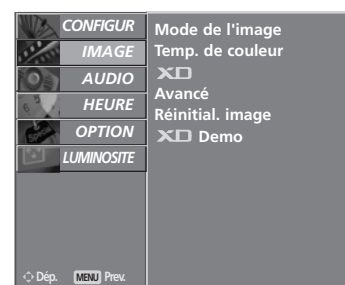 CONFIGUR
IMAGE
AUDIO
HEURE
OPTION
LUMINOSITE
Dép. MENU Prev.
Mode de l'image
Temp. de couleur
XD
Avancé
Réinitial. image
XD Demo